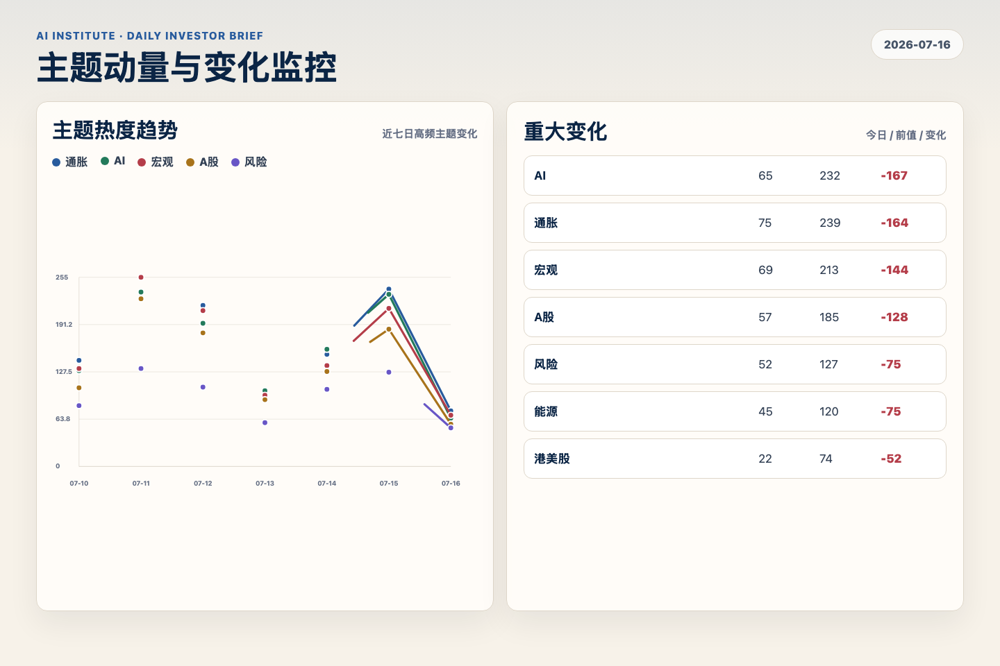 AI INSTITUTE · DAILY INVESTOR BRIEF
主题动量与变化监控
2026-07-16
主题热度趋势
近七日高频主题变化
通胀 AI 宏观 A股 风险
255
191.2
127.5
63.8
0
07-10 07-11 07-12 07-13 07-14 07-15 07-16
重大变化
今日 / 前值 / 变化
AI 65 232 -167
通胀 75 239 -164
宏观 69 213 -144
A股 57 185 -128
风险 52 127 -75
能源 45 120 -75
港美股 22 74 -52